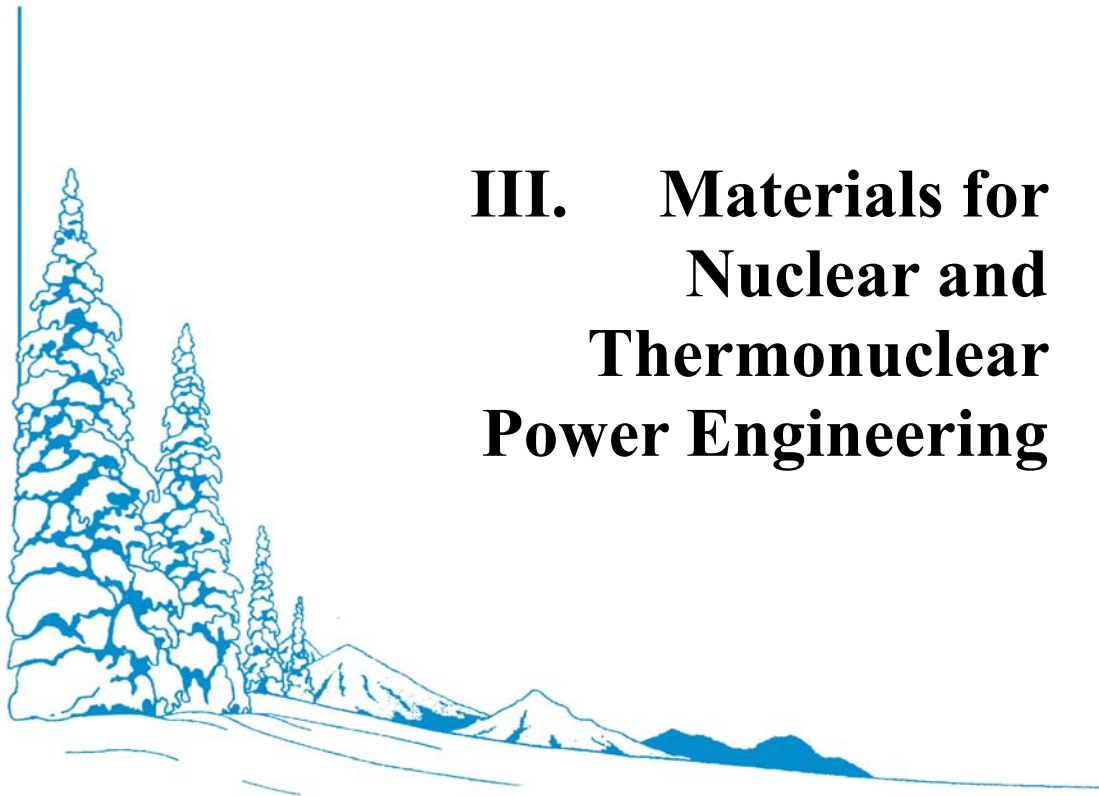 III. Materials for
Nuclear and
Thermonuclear
Power Engineering